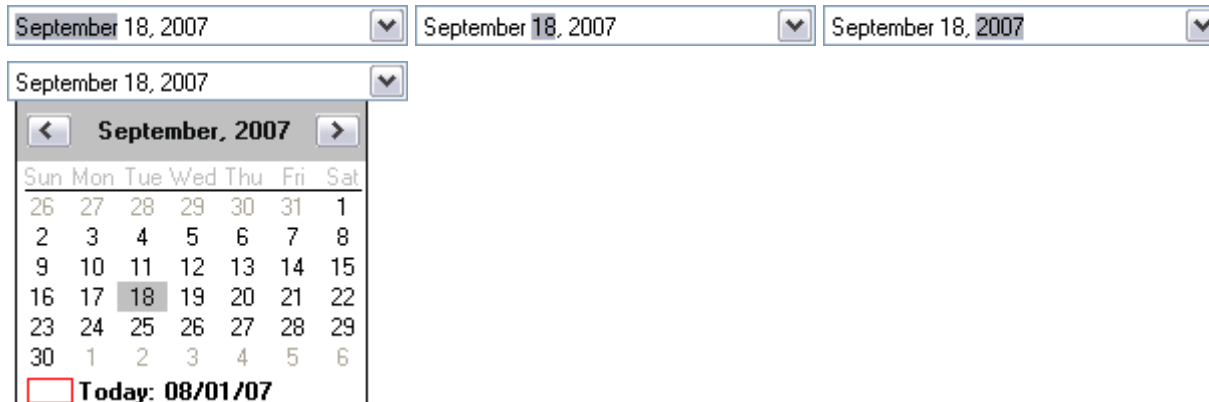 September 18, 2007 September 18, 2007 September 18, 2007
September 18, 2007
September, 2007
Sun Mon Tue Wed Thu Fri Sat
26 27 28 29 30 31 1
2 3 4 5 6 7 8
9 10 11 12 13 14 15
16 17 18 19 20 21 22
23 24 25 26 27 28 29
30 1 2 3 4 5 6
Today: 08/01/07